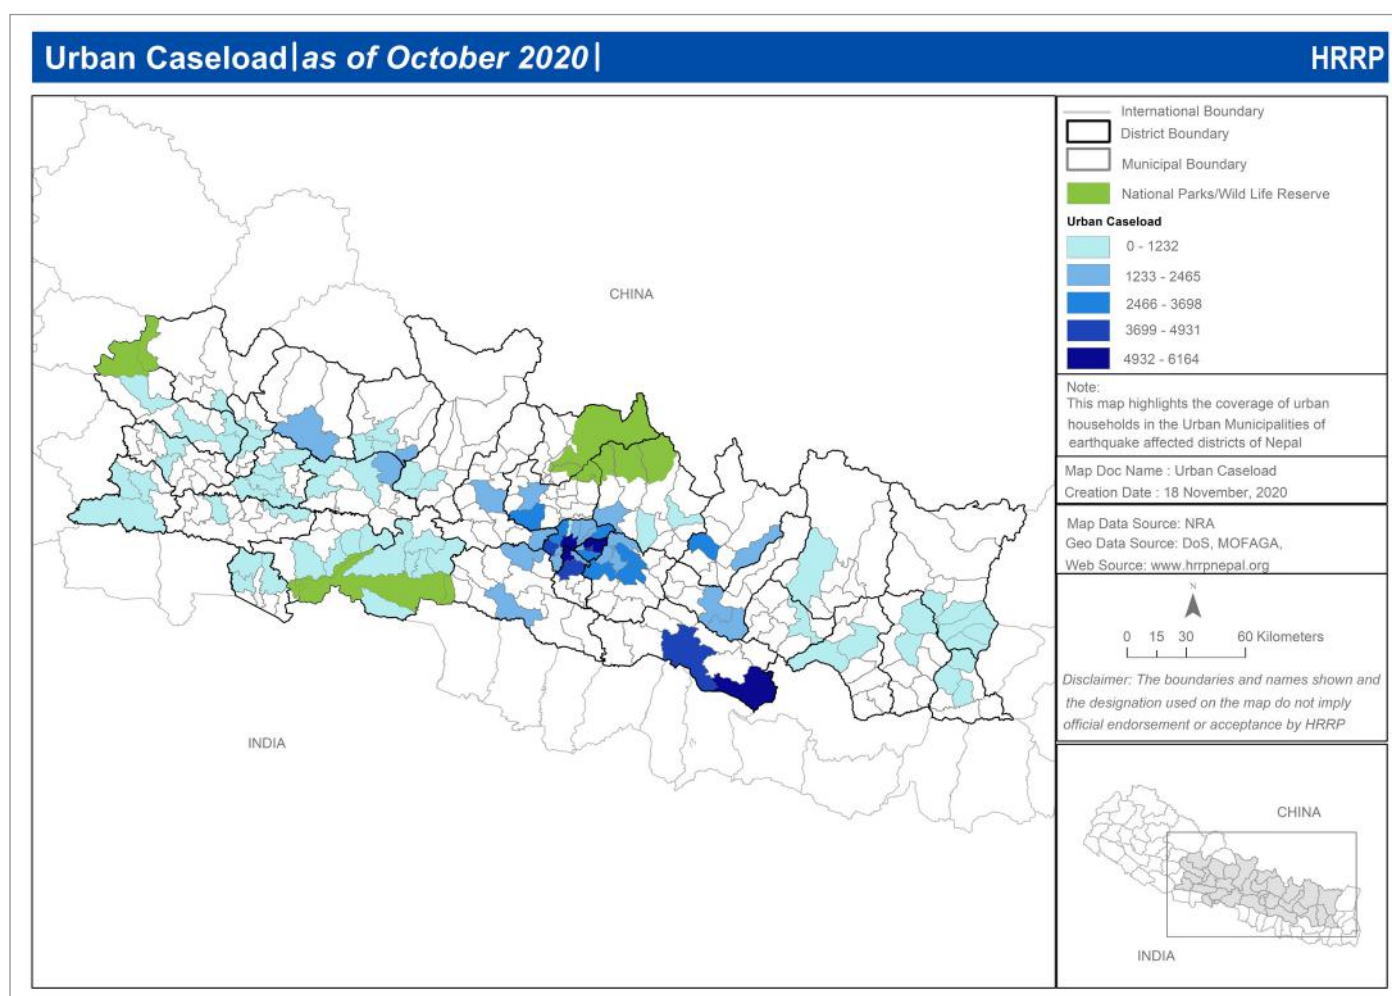 Urban Caseload|as of October 2020|
HRRP
CHINA
INDIA
International Boundary
District Boundary
Municipal Boundary
National Parks/Wild Life Reserve
Urban Caseload
0 - 1232
1233 - 2465
2466 - 3698
3699 - 4931
4932 - 6164
Note:
This map highlights the coverage of urban
households in the Urban Municipalities of
earthquake affected districts of Nepal
Map Doc Name : Urban Caseload
Creation Date : 18 November, 2020
Map Data Source: NRA
Geo Data Source: DoS, MOFAGA,
Web Source: www.hrrpnepal.org
N
0 15 30 60 Kilometers
Disclaimer: The boundaries and names shown and
the designation used on the map do not imply
official endorsement or acceptance by HRRP
CHINA
INDIA